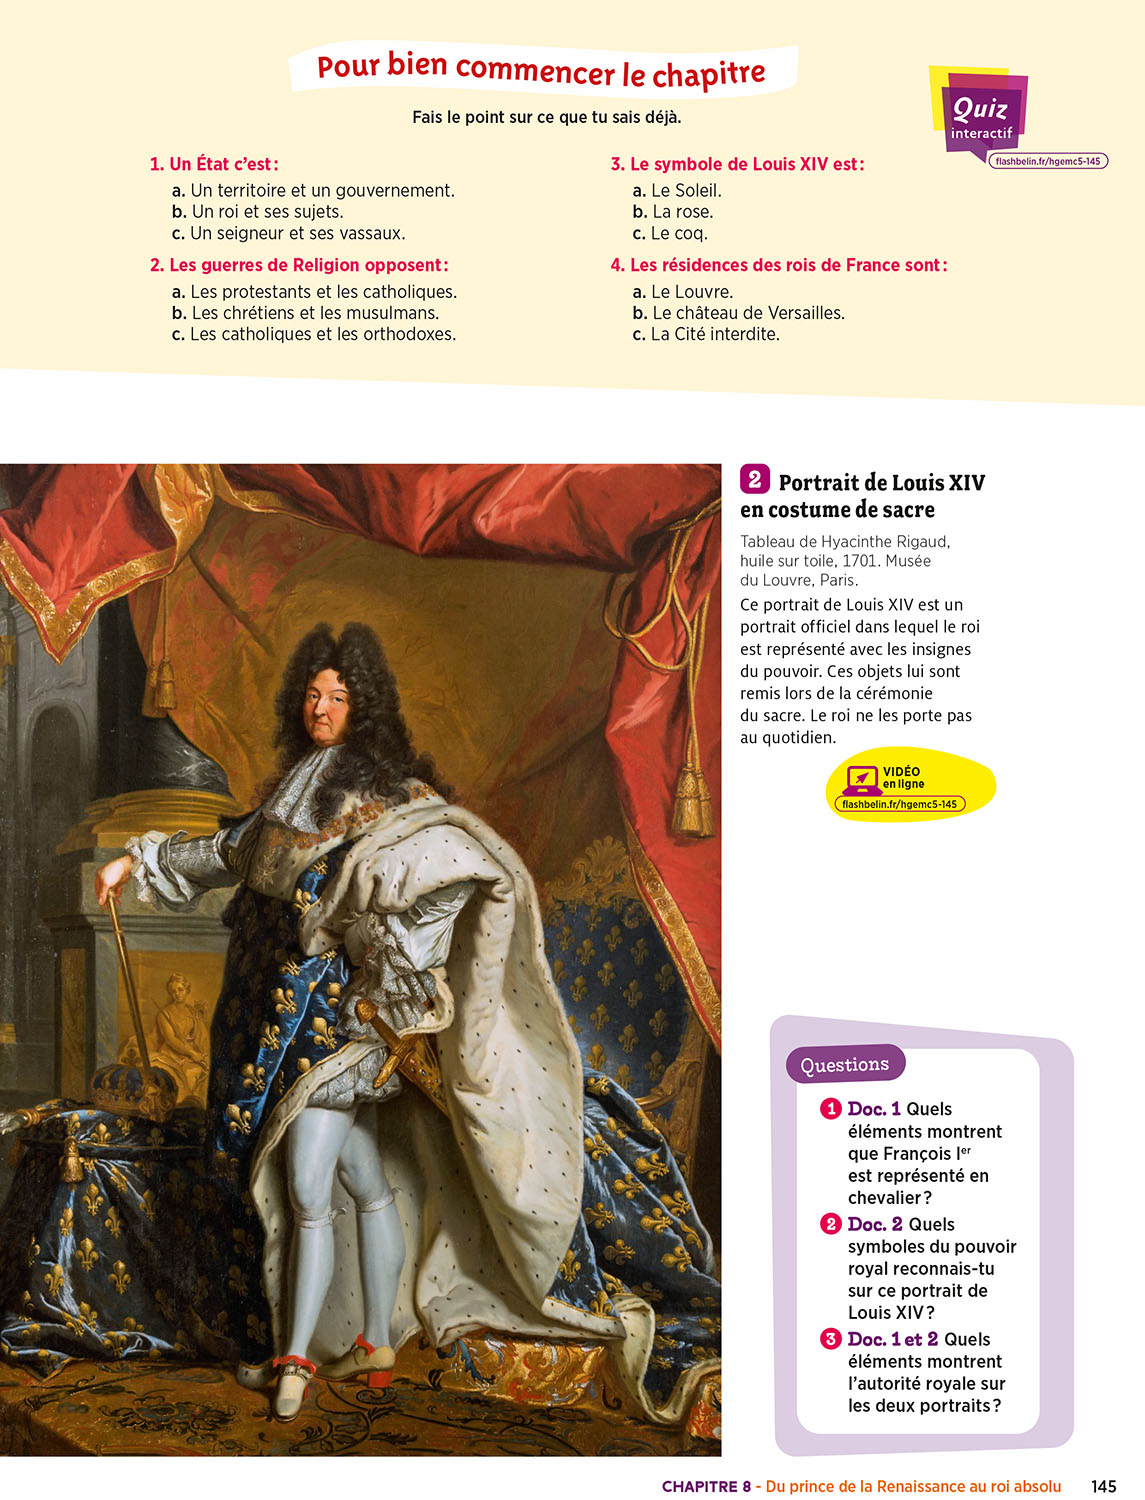 Pour bien commencer le chapitre
Fais le point sur ce que tu sais déjà.
Quiz
interactif
flashbelin.fr/hgemc5-145
1. Un État c'est :
a. Un territoire et un gouvernement.
b. Un roi et ses sujets.
c. Un seigneur et ses vassaux.
2. Les guerres de Religion opposent :
a. Les protestants et les catholiques.
b. Les chrétiens et les musulmans.
c. Les catholiques et les orthodoxes.
3. Le symbole de Louis XIV est :
a. Le Soleil.
b. La rose.
c. Le coq.
4. Les résidences des rois de France sont :
a. Le Louvre.
b. Le château de Versailles.
c. La Cité interdite.
2 Portrait de Louis XIV
en costume de sacre
Tableau de Hyacinthe Rigaud,
huile sur toile, 1701. Musée
du Louvre, Paris.
Ce portrait de Louis XIV est un
portrait officiel dans lequel le roi
est représenté avec les insignes
du pouvoir. Ces objets lui sont
remis lors de la cérémonie
du sacre. Le roi ne les porte pas
au quotidien.
VIDÉO
en ligne
flashbelin.fr/hgemc5-145
Questions
1 Doc. 1 Quels
éléments montrent
que François Ier
est représenté en
chevalier ?
2 Doc. 2 Quels
symboles du pouvoir
royal reconnais-tu
sur ce portrait de
Louis XIV ?
3 Doc. 1 et 2 Quels
éléments montrent
l'autorité royale sur
les deux portraits ?
CHAPITRE 8 - Du prince de la Renaissance au roi absolu 145